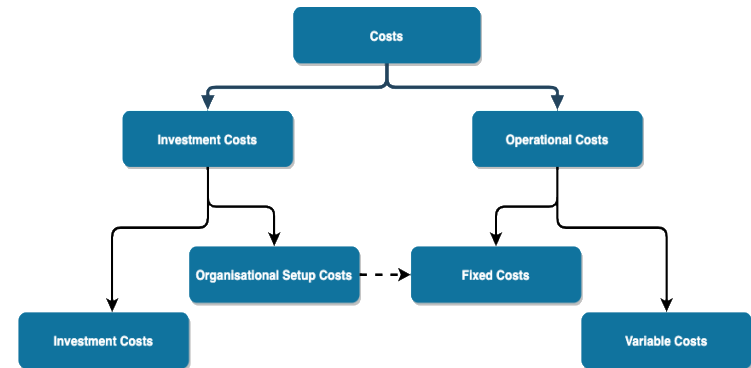 Costs
Investment Costs
Operational Costs
Organisational Setup Costs
Fixed Costs
Investment Costs
Variable Costs